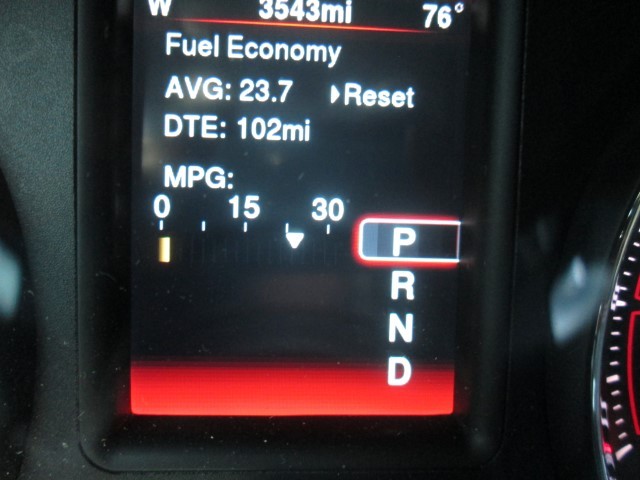 W 3543mi 76°
Fuel Economy
AVG: 23.7 Reset
DTE: 102mi
MPG:
0 15 30
P
R
N
D